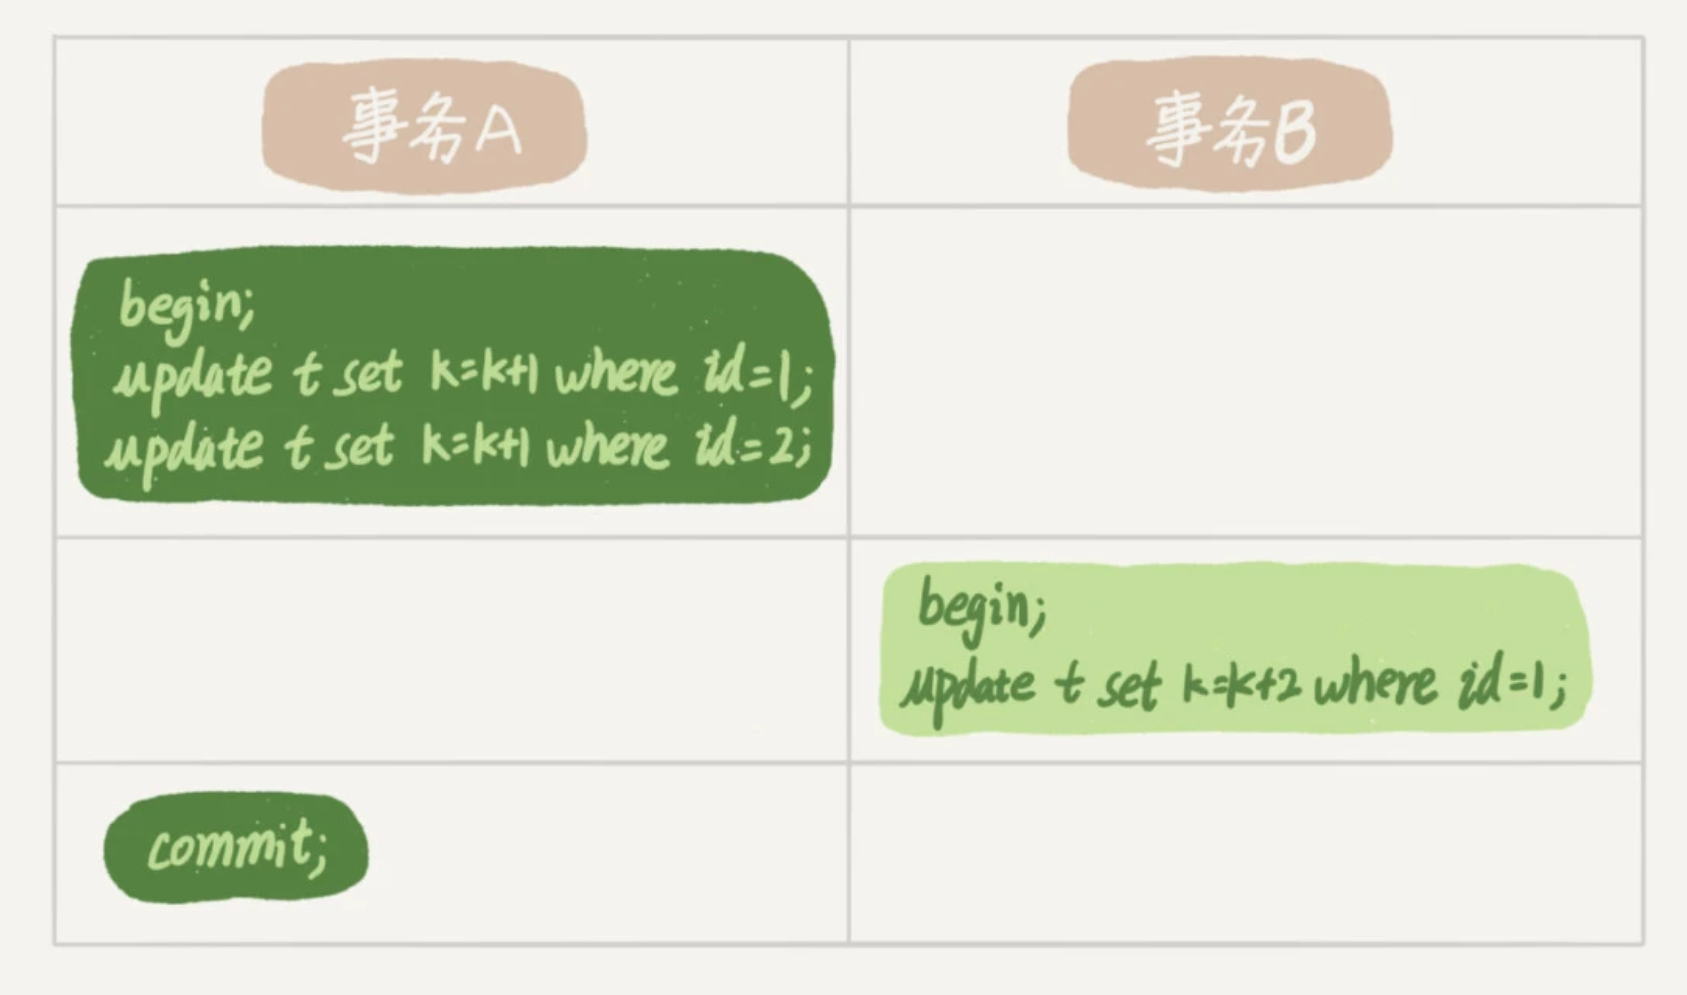 事务A
事务B
begin;
update t set k=k+1 where id=1;
update t set k=k+1 where id=2;
begin;
update t set k=k+2 where id=1;
commit;